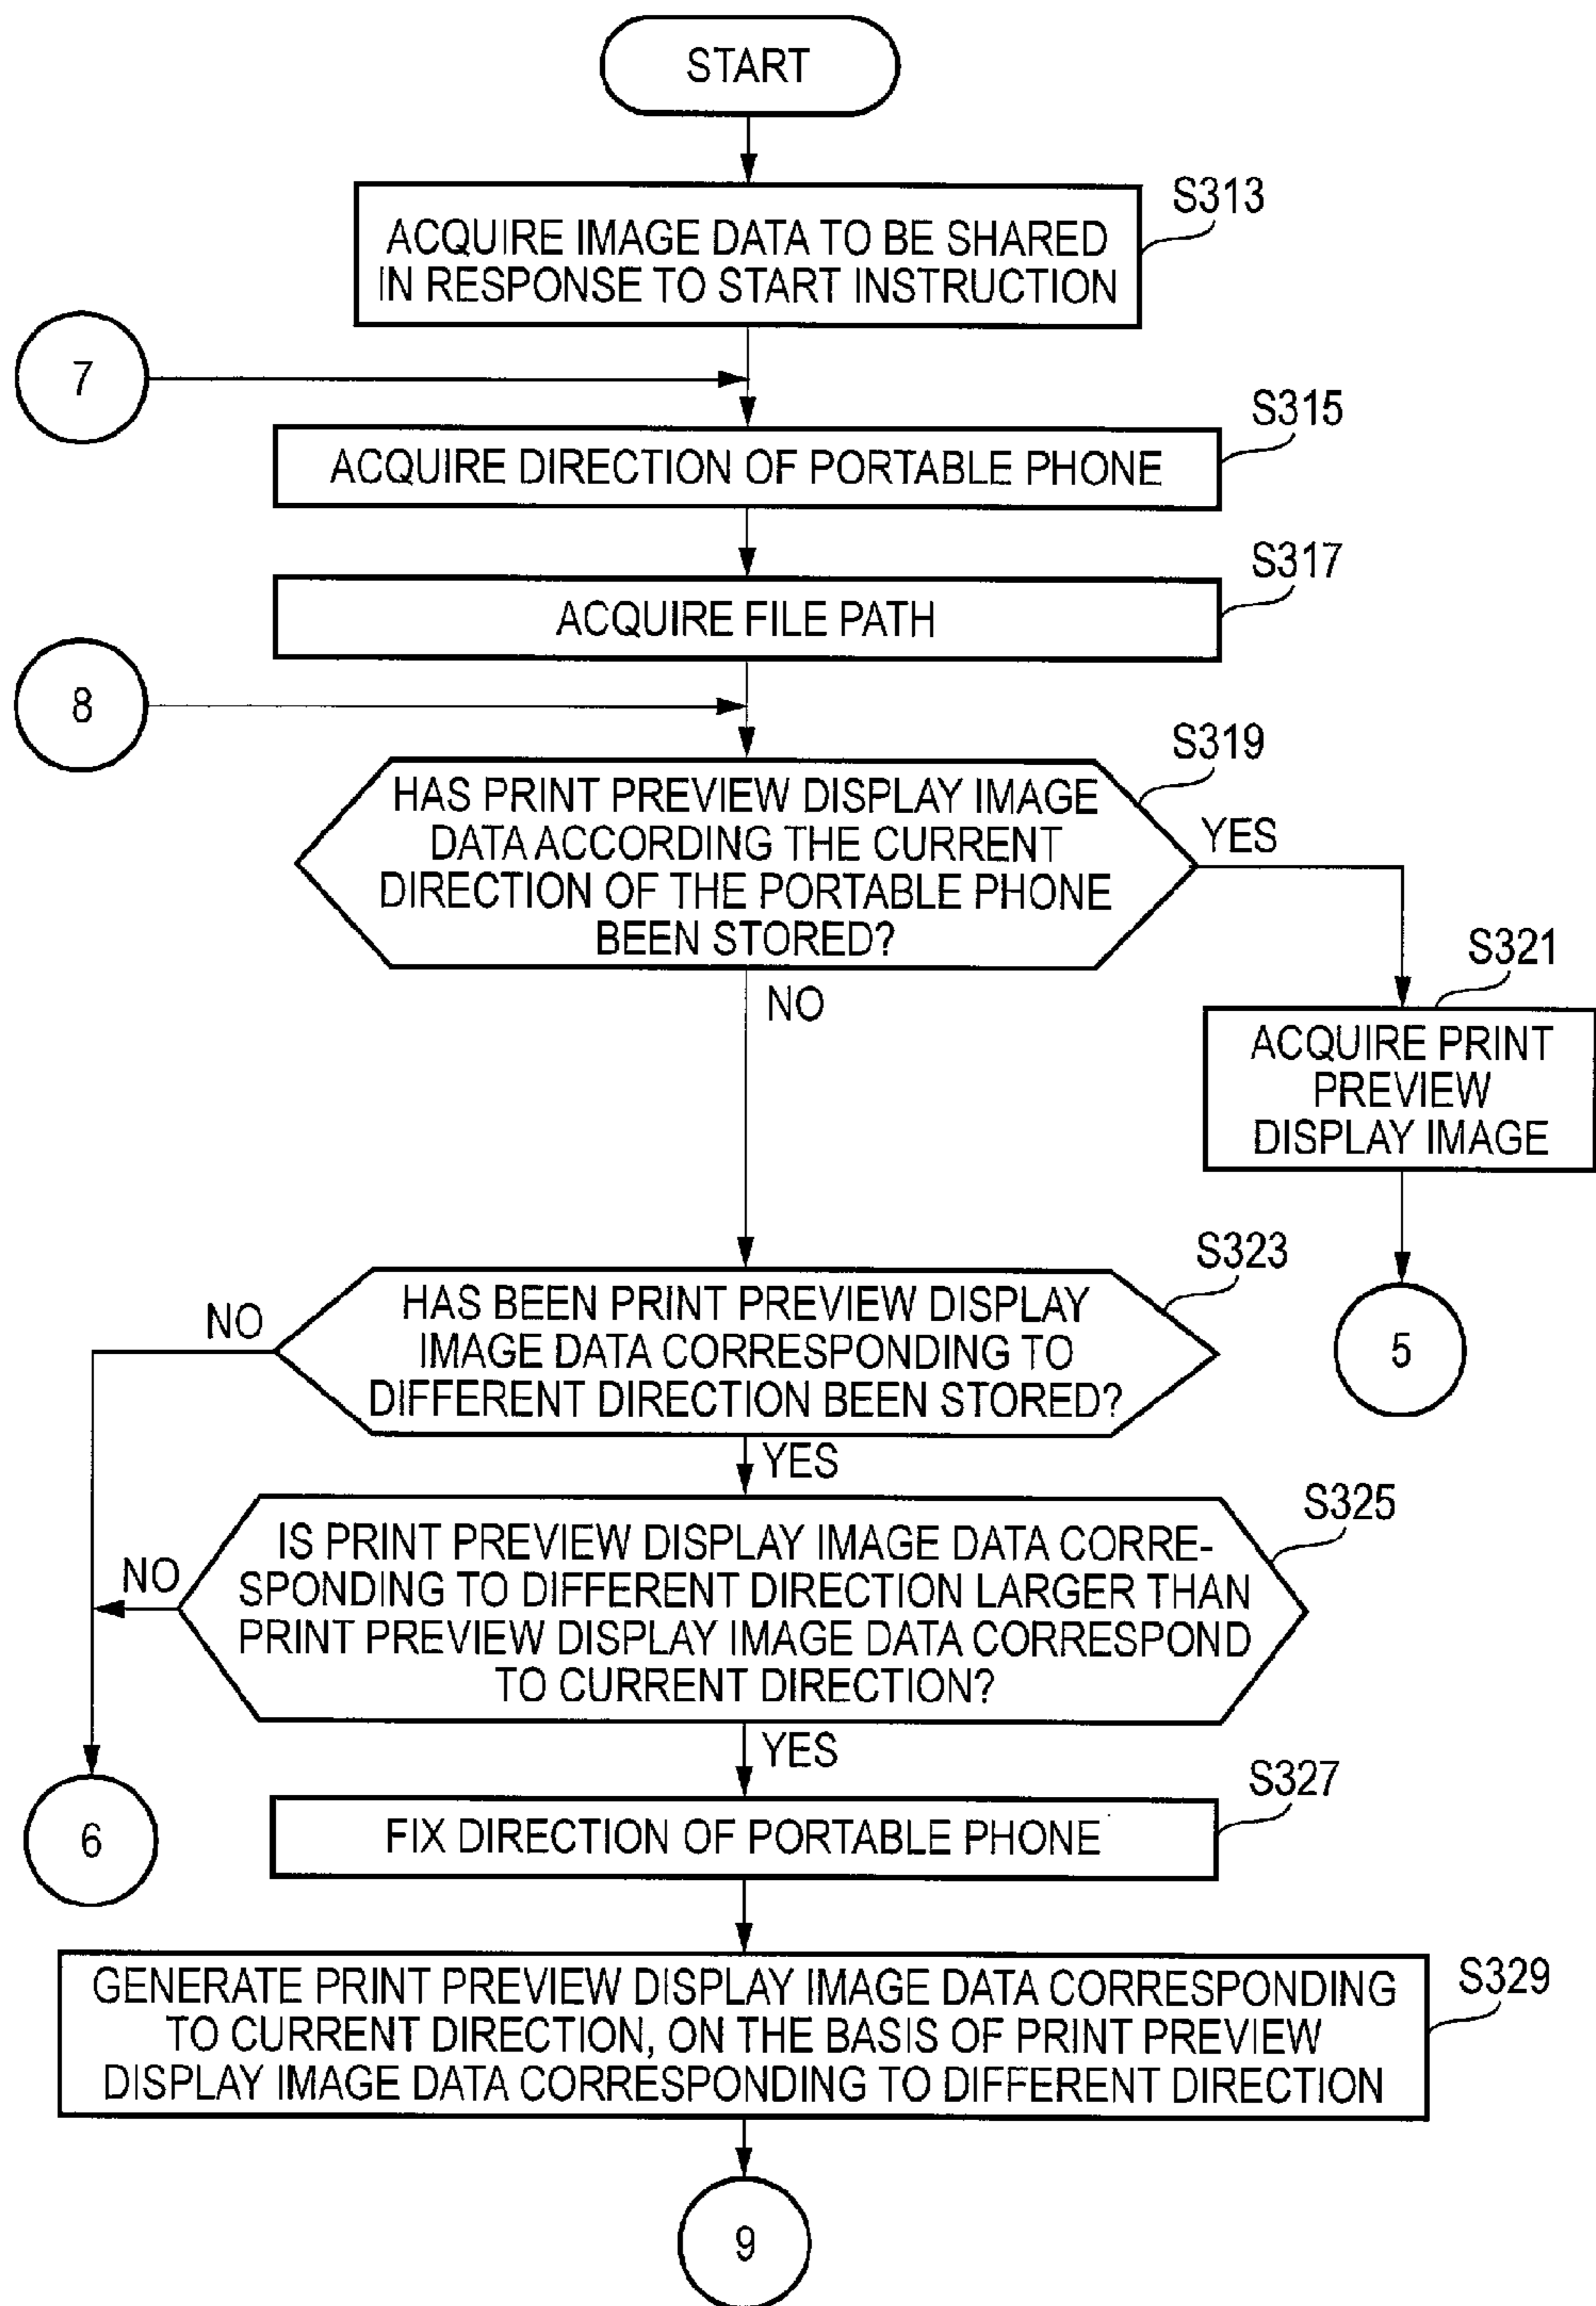 START
S313
ACQUIRE IMAGE DATA TO BE SHARED
IN RESPONSE TO START INSTRUCTION
7
S315
ACQUIRE DIRECTION OF PORTABLE PHONE
S317
ACQUIRE FILE PATH
8
S319
HAS PRINT PREVIEW DISPLAY IMAGE
DATA ACCORDING THE CURRENT
DIRECTION OF THE PORTABLE PHONE
BEEN STORED?
YES
NO
S321
ACQUIRE PRINT
PREVIEW
DISPLAY IMAGE
5
S323
HAS BEEN PRINT PREVIEW DISPLAY
IMAGE DATA CORRESPONDING TO
DIFFERENT DIRECTION BEEN STORED?
NO
YES
S325
IS PRINT PREVIEW DISPLAY IMAGE DATA CORRE-
SPONDING TO DIFFERENT DIRECTION LARGER THAN
PRINT PREVIEW DISPLAY IMAGE DATA CORRESPOND
TO CURRENT DIRECTION?
NO
YES
6
S327
FIX DIRECTION OF PORTABLE PHONE
S329
GENERATE PRINT PREVIEW DISPLAY IMAGE DATA CORRESPONDING
TO CURRENT DIRECTION, ON THE BASIS OF PRINT PREVIEW
DISPLAY IMAGE DATA CORRESPONDING TO DIFFERENT DIRECTION
9